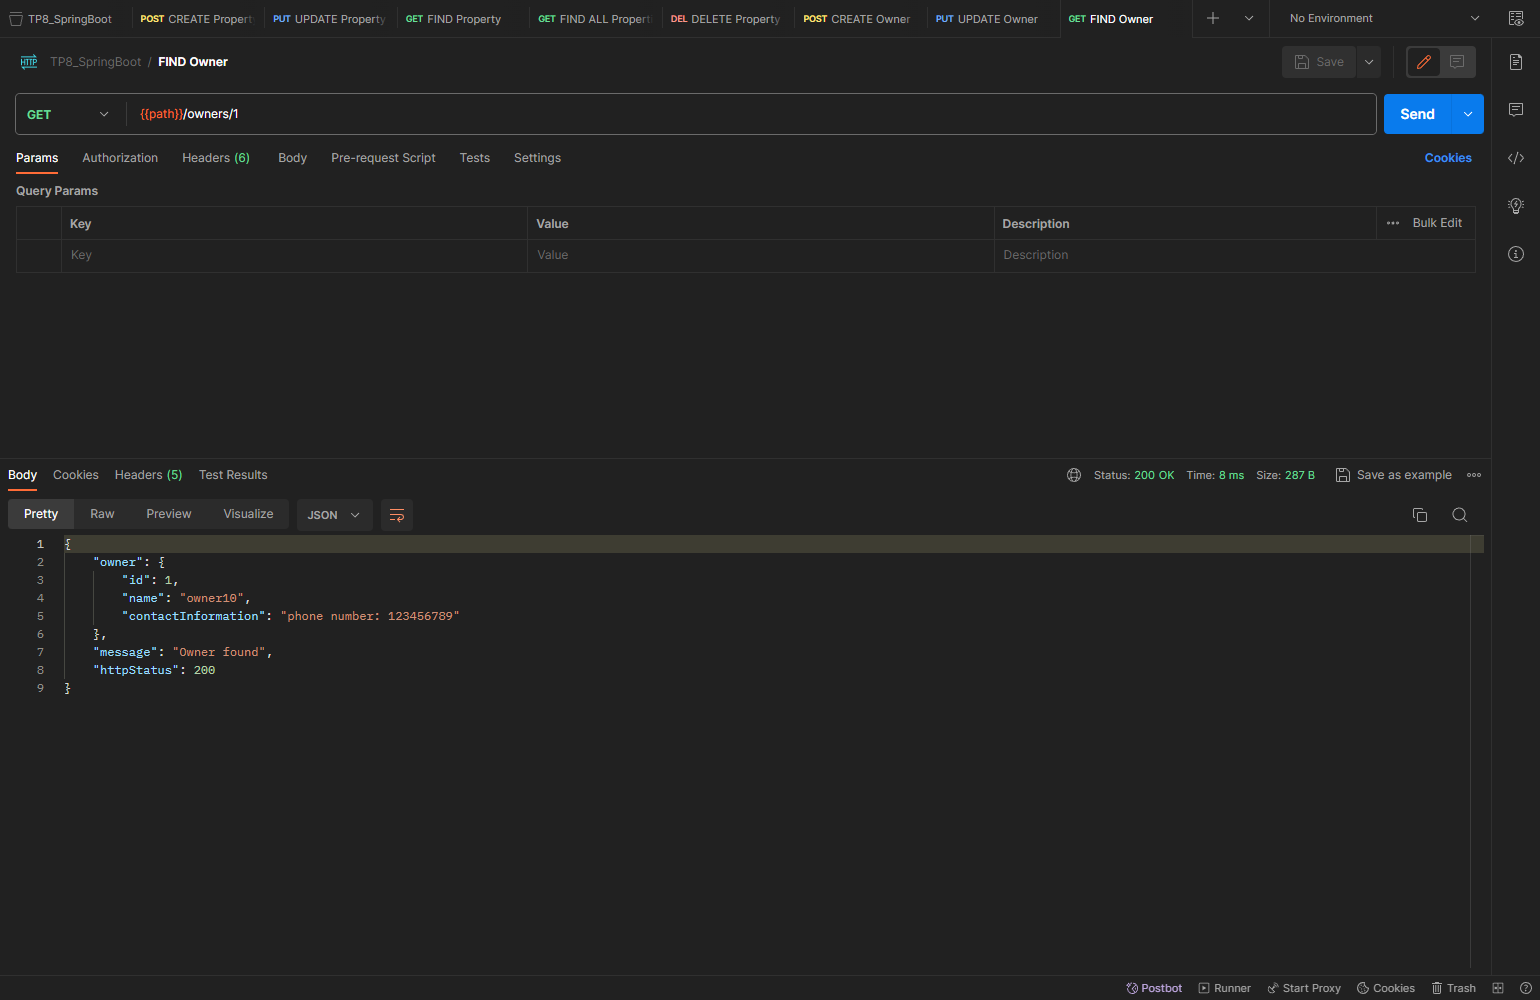 TP8_SpringBoot POST CREATE Propert PUT UPDATE Property GET FIND Property GET FIND ALL Propert DEL DELETE Property POST CREATE Owner PUT UPDATE Owner GET FIND Owner No Environment
HTTP TP8_SpringBoot / FIND Owner Save
GET {{path}}/owners/1 Send
Params Authorization Headers (6) Body Pre-request Script Tests Settings Cookies
Query Params
Key Value Description Bulk Edit
Key Value Description
Body Cookies Headers (5) Test Results Status: 200 OK Time: 8 ms Size: 287 B Save as example
Pretty Raw Preview Visualize JSON
1 {
2 "owner": {
3 "id": 1,
4 "name": "owner10",
5 "contactInformation": "phone number: 123456789"
6 },
7 "message": "Owner found",
8 "httpStatus": 200
9 }
Postbot Runner Start Proxy Cookies Trash